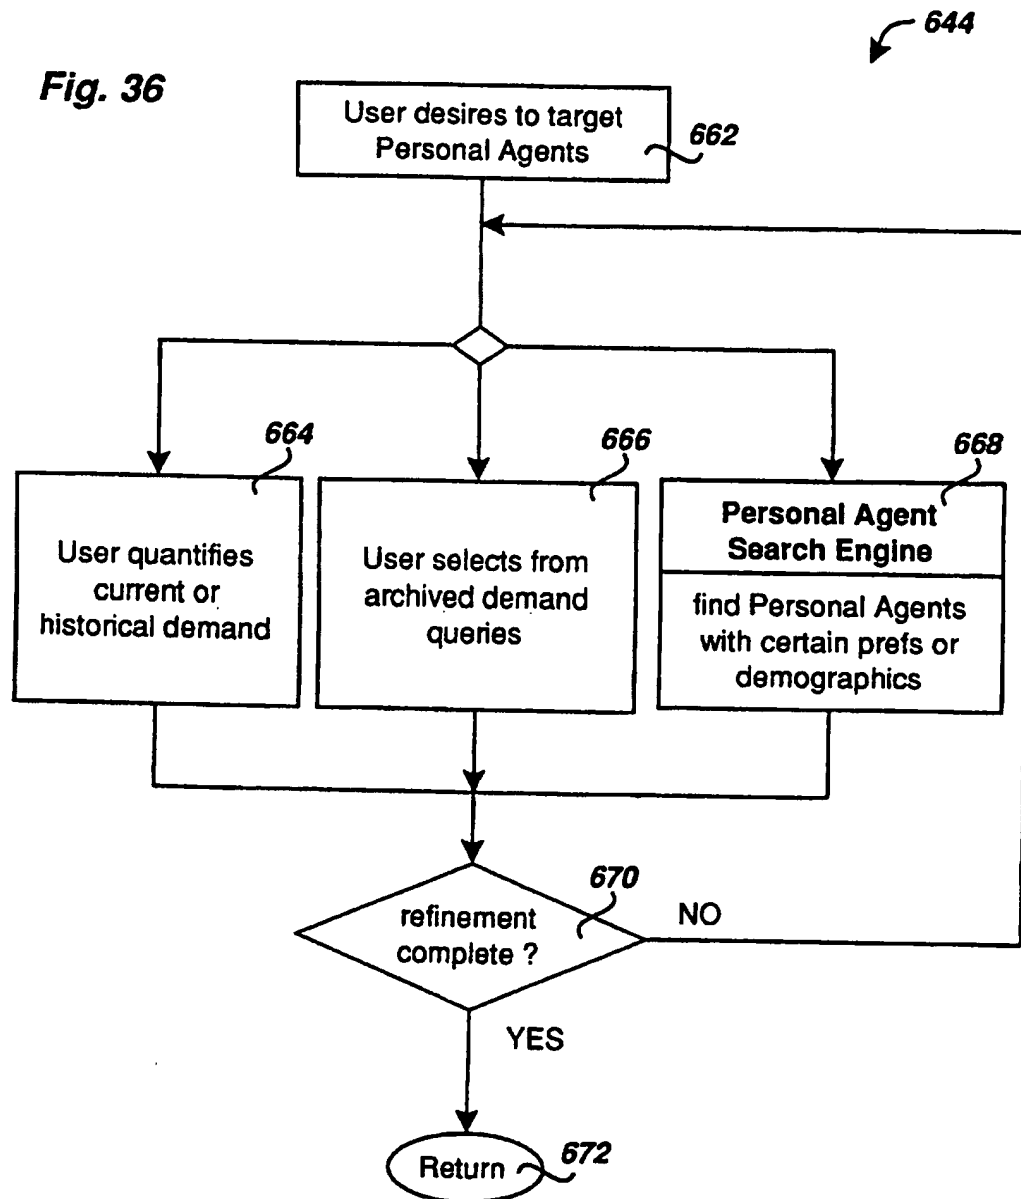 644
Fig. 36
User desires to target
Personal Agents
662
664
666
668
User quantifies
current or
historical demand
User selects from
archived demand
queries
Personal Agent
Search Engine
find Personal Agents
with certain prefs or
demographics
670
refinement
complete ?
NO
YES
Return
672